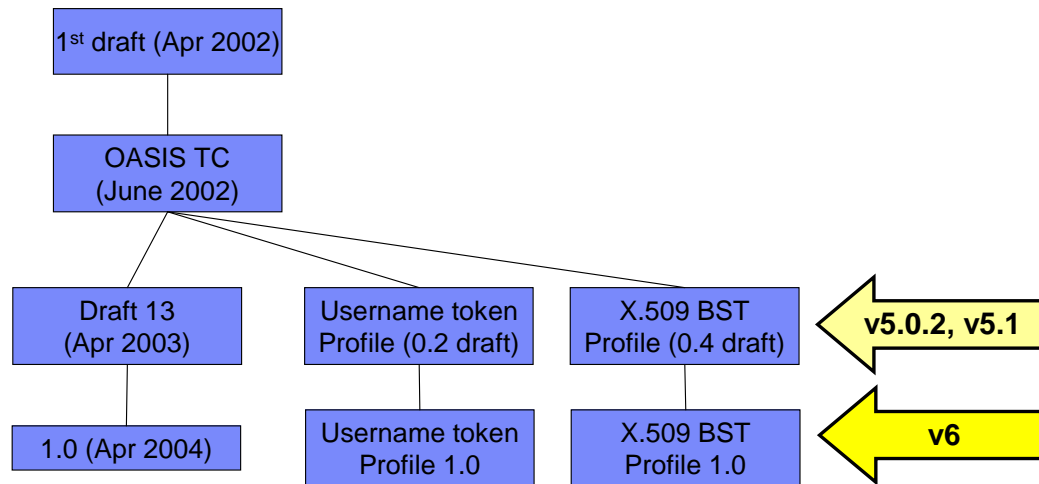 1st draft (Apr 2002)
OASIS TC
(June 2002)
Draft 13
(Apr 2003)
Username token
Profile (0.2 draft)
X.509 BST
Profile (0.4 draft)
v5.0.2, v5.1
1.0 (Apr 2004)
Username token
Profile 1.0
X.509 BST
Profile 1.0
v6